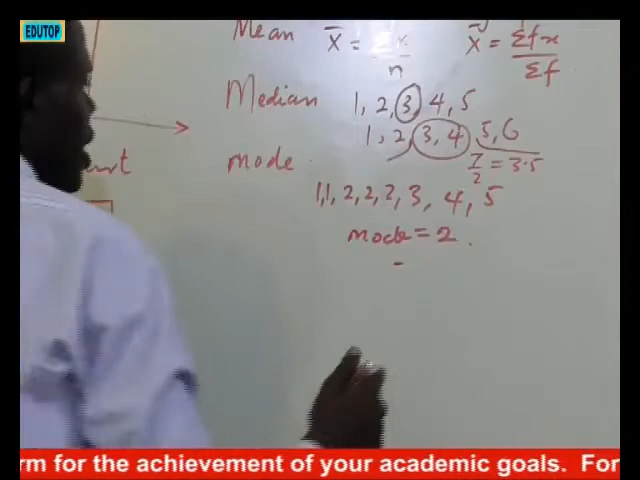 EDUTOP
Mean x̄ = Σx/n ȳ = Σfx/Σf
Median 1, 2, 3, 4, 5
1, 2, 3, 4, 5, 6
mode 7/2 = 3.5
1, 1, 2, 2, 2, 3, 4, 5
mode = 2.
rm for the achievement of your academic goals. For